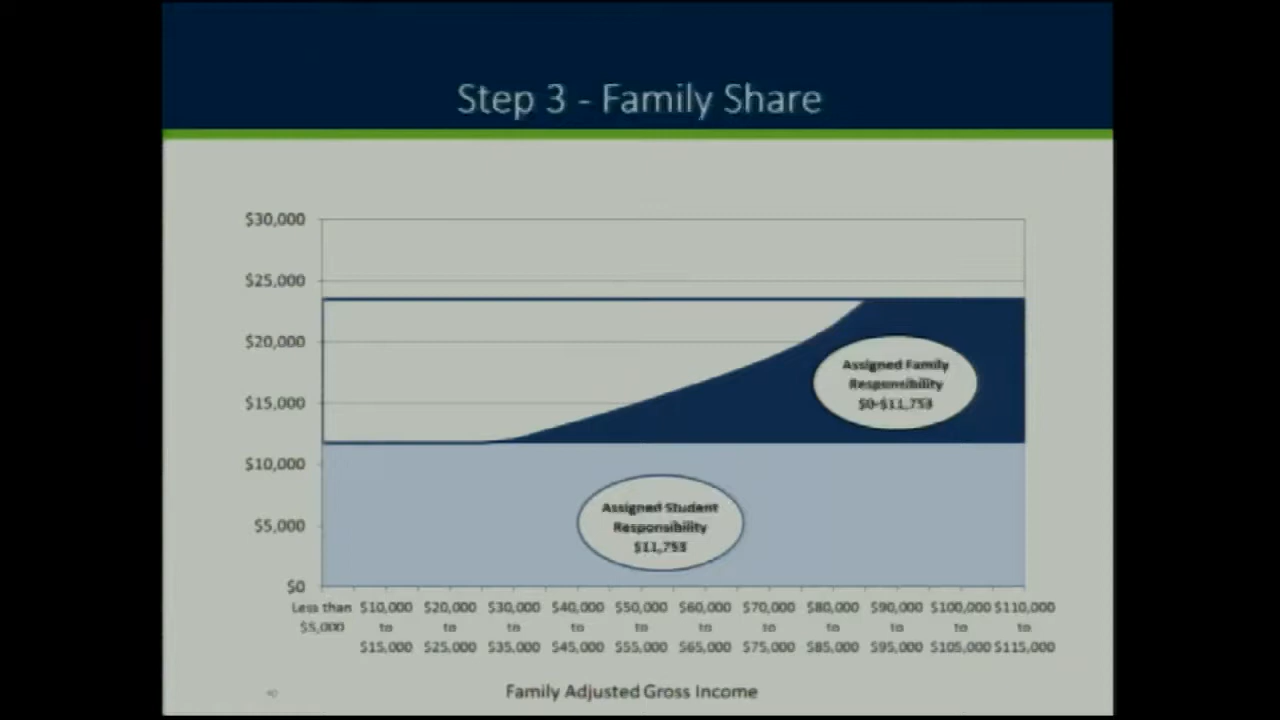 Step 3 - Family Share
$30,000
$25,000
$20,000
$15,000
$10,000
$5,000
$0
Assigned Family
Responsibility
$0-$11,753
Assigned Student
Responsibility
$11,753
Less than $10,000 $20,000 $30,000 $40,000 $50,000 $60,000 $70,000 $80,000 $90,000 $100,000 $110,000
$5,000 to to to to to to to to to to to
$15,000 $25,000 $35,000 $45,000 $55,000 $65,000 $75,000 $85,000 $95,000 $105,000 $115,000
Family Adjusted Gross Income